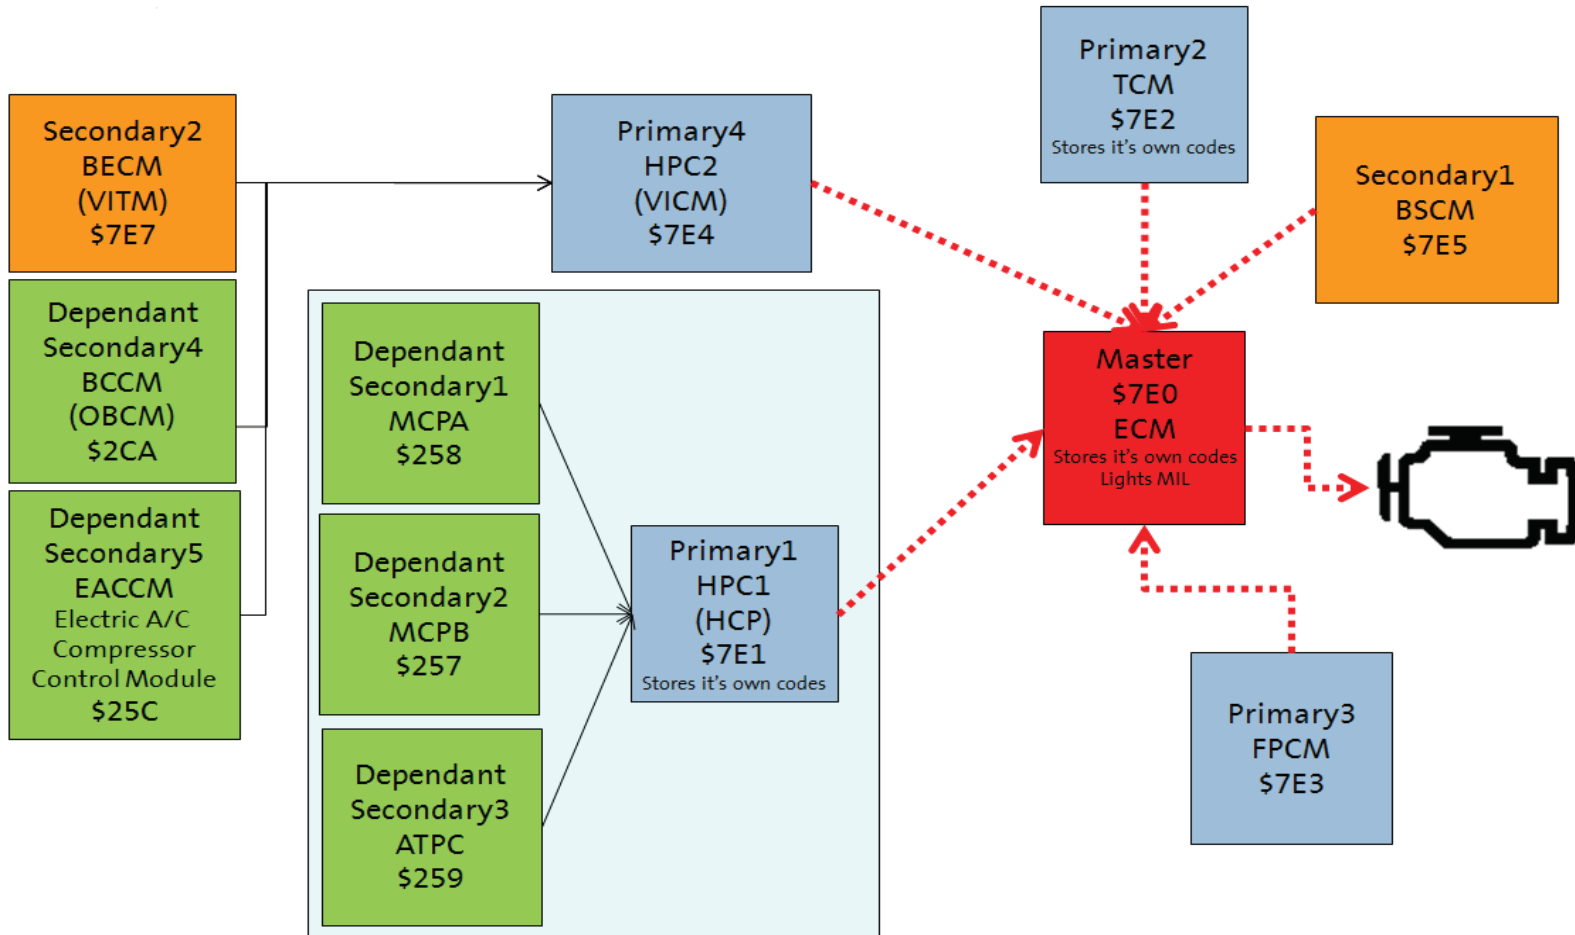 Secondary2
BECM
(VITM)
$7E7
Dependant
Secondary4
BCCM
(OBCM)
$2CA
Dependant
Secondary5
EACCM
Electric A/C
Compressor
Control Module
$25C
Primary4
HPC2
(VICM)
$7E4
Dependant
Secondary1
MCPA
$258
Dependant
Secondary2
MCPB
$257
Dependant
Secondary3
ATPC
$259
Primary1
HPC1
(HCP)
$7E1
Stores it's own codes
Primary2
TCM
$7E2
Stores it's own codes
Secondary1
BSCM
$7E5
Master
$7E0
ECM
Stores it's own codes
Lights MIL
Primary3
FPCM
$7E3